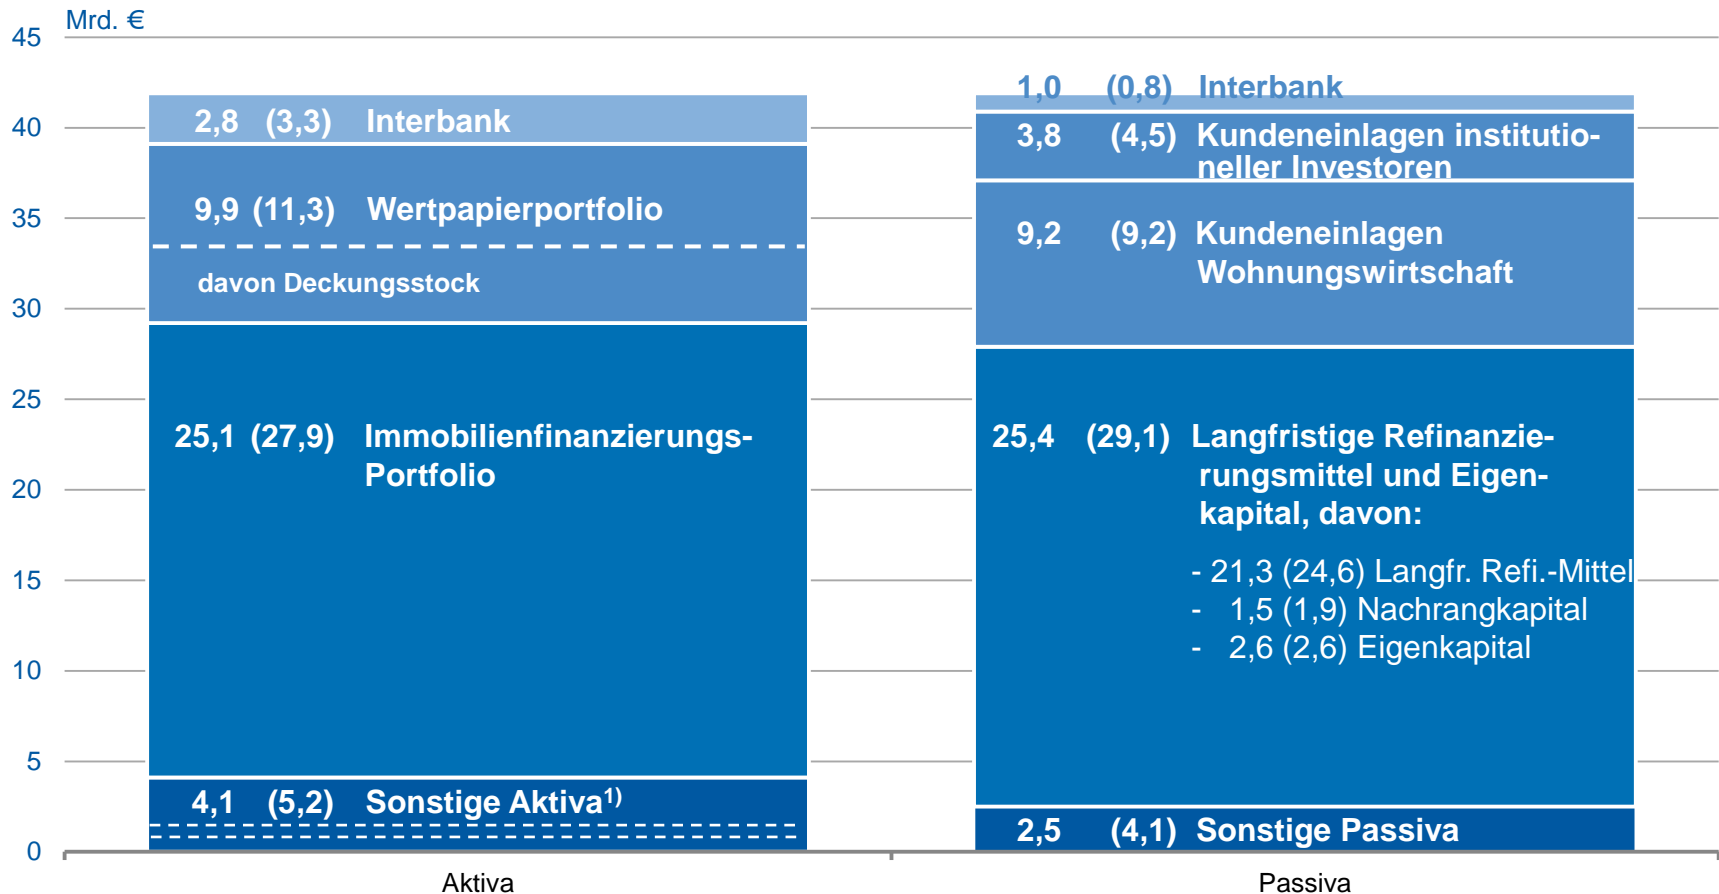 Mrd. €
45
40
35
30
25
20
15
10
5
0
2,8 (3,3) Interbank
9,9 (11,3) Wertpapierportfolio
davon Deckungsstock
25,1 (27,9) Immobilienfinanzierungs-
Portfolio
4,1 (5,2) Sonstige Aktiva1)
Aktiva
1,0 (0,8) Interbank
3,8 (4,5) Kundeneinlagen institutio-
neller Investoren
9,2 (9,2) Kundeneinlagen
Wohnungswirtschaft
25,4 (29,1) Langfristige Refinanzie-
rungsmittel und Eigen-
kapital, davon:
- 21,3 (24,6) Langfr. Refi.-Mittel
- 1,5 (1,9) Nachrangkapital
- 2,6 (2,6) Eigenkapital
2,5 (4,1) Sonstige Passiva
Passiva